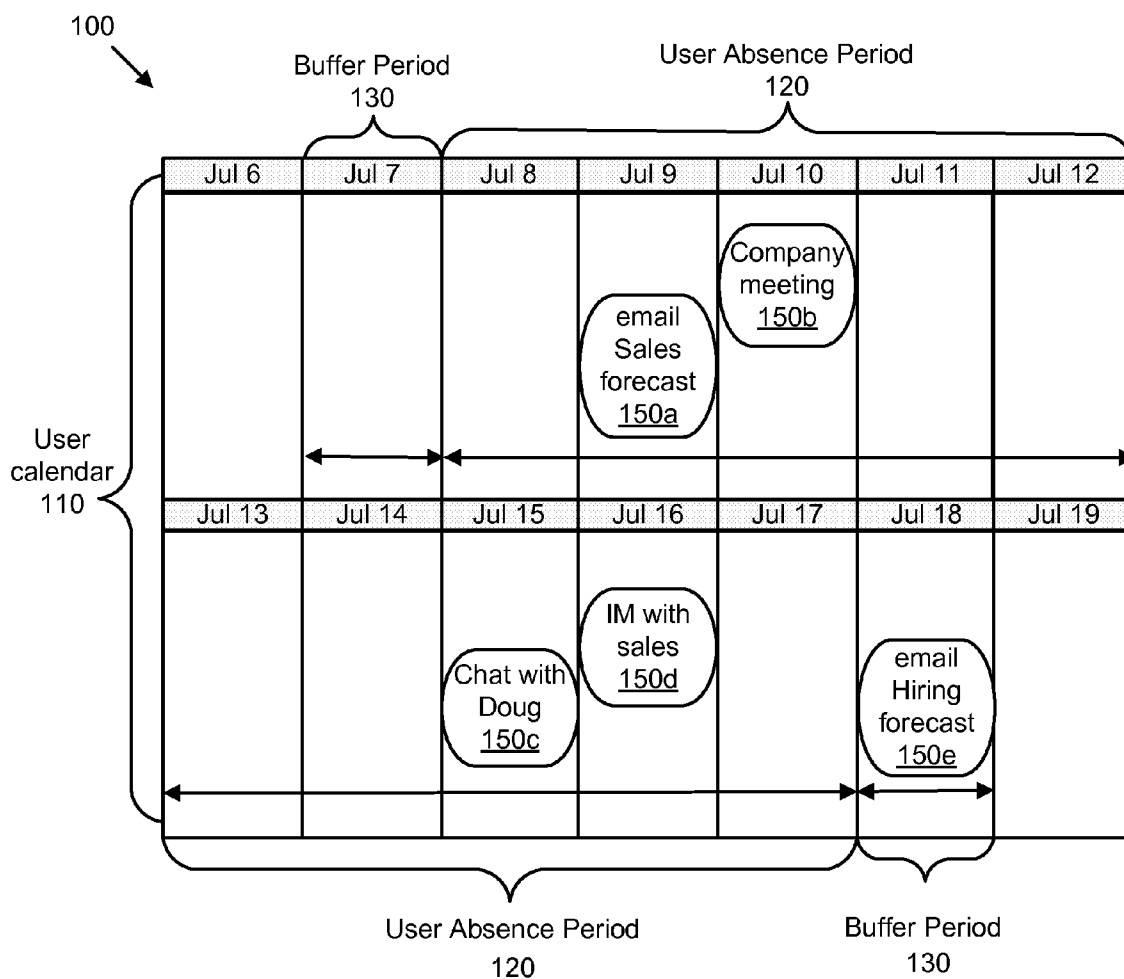 100
Buffer Period
130
User Absence Period
120
Jul 6 Jul 7 Jul 8 Jul 9 Jul 10 Jul 11 Jul 12
Company
meeting
150b
email
Sales
forecast
150a
User
calendar
110
Jul 13 Jul 14 Jul 15 Jul 16 Jul 17 Jul 18 Jul 19
IM with
sales
150d
Chat with
Doug
150c
email
Hiring
forecast
150e
User Absence Period
120
Buffer Period
130